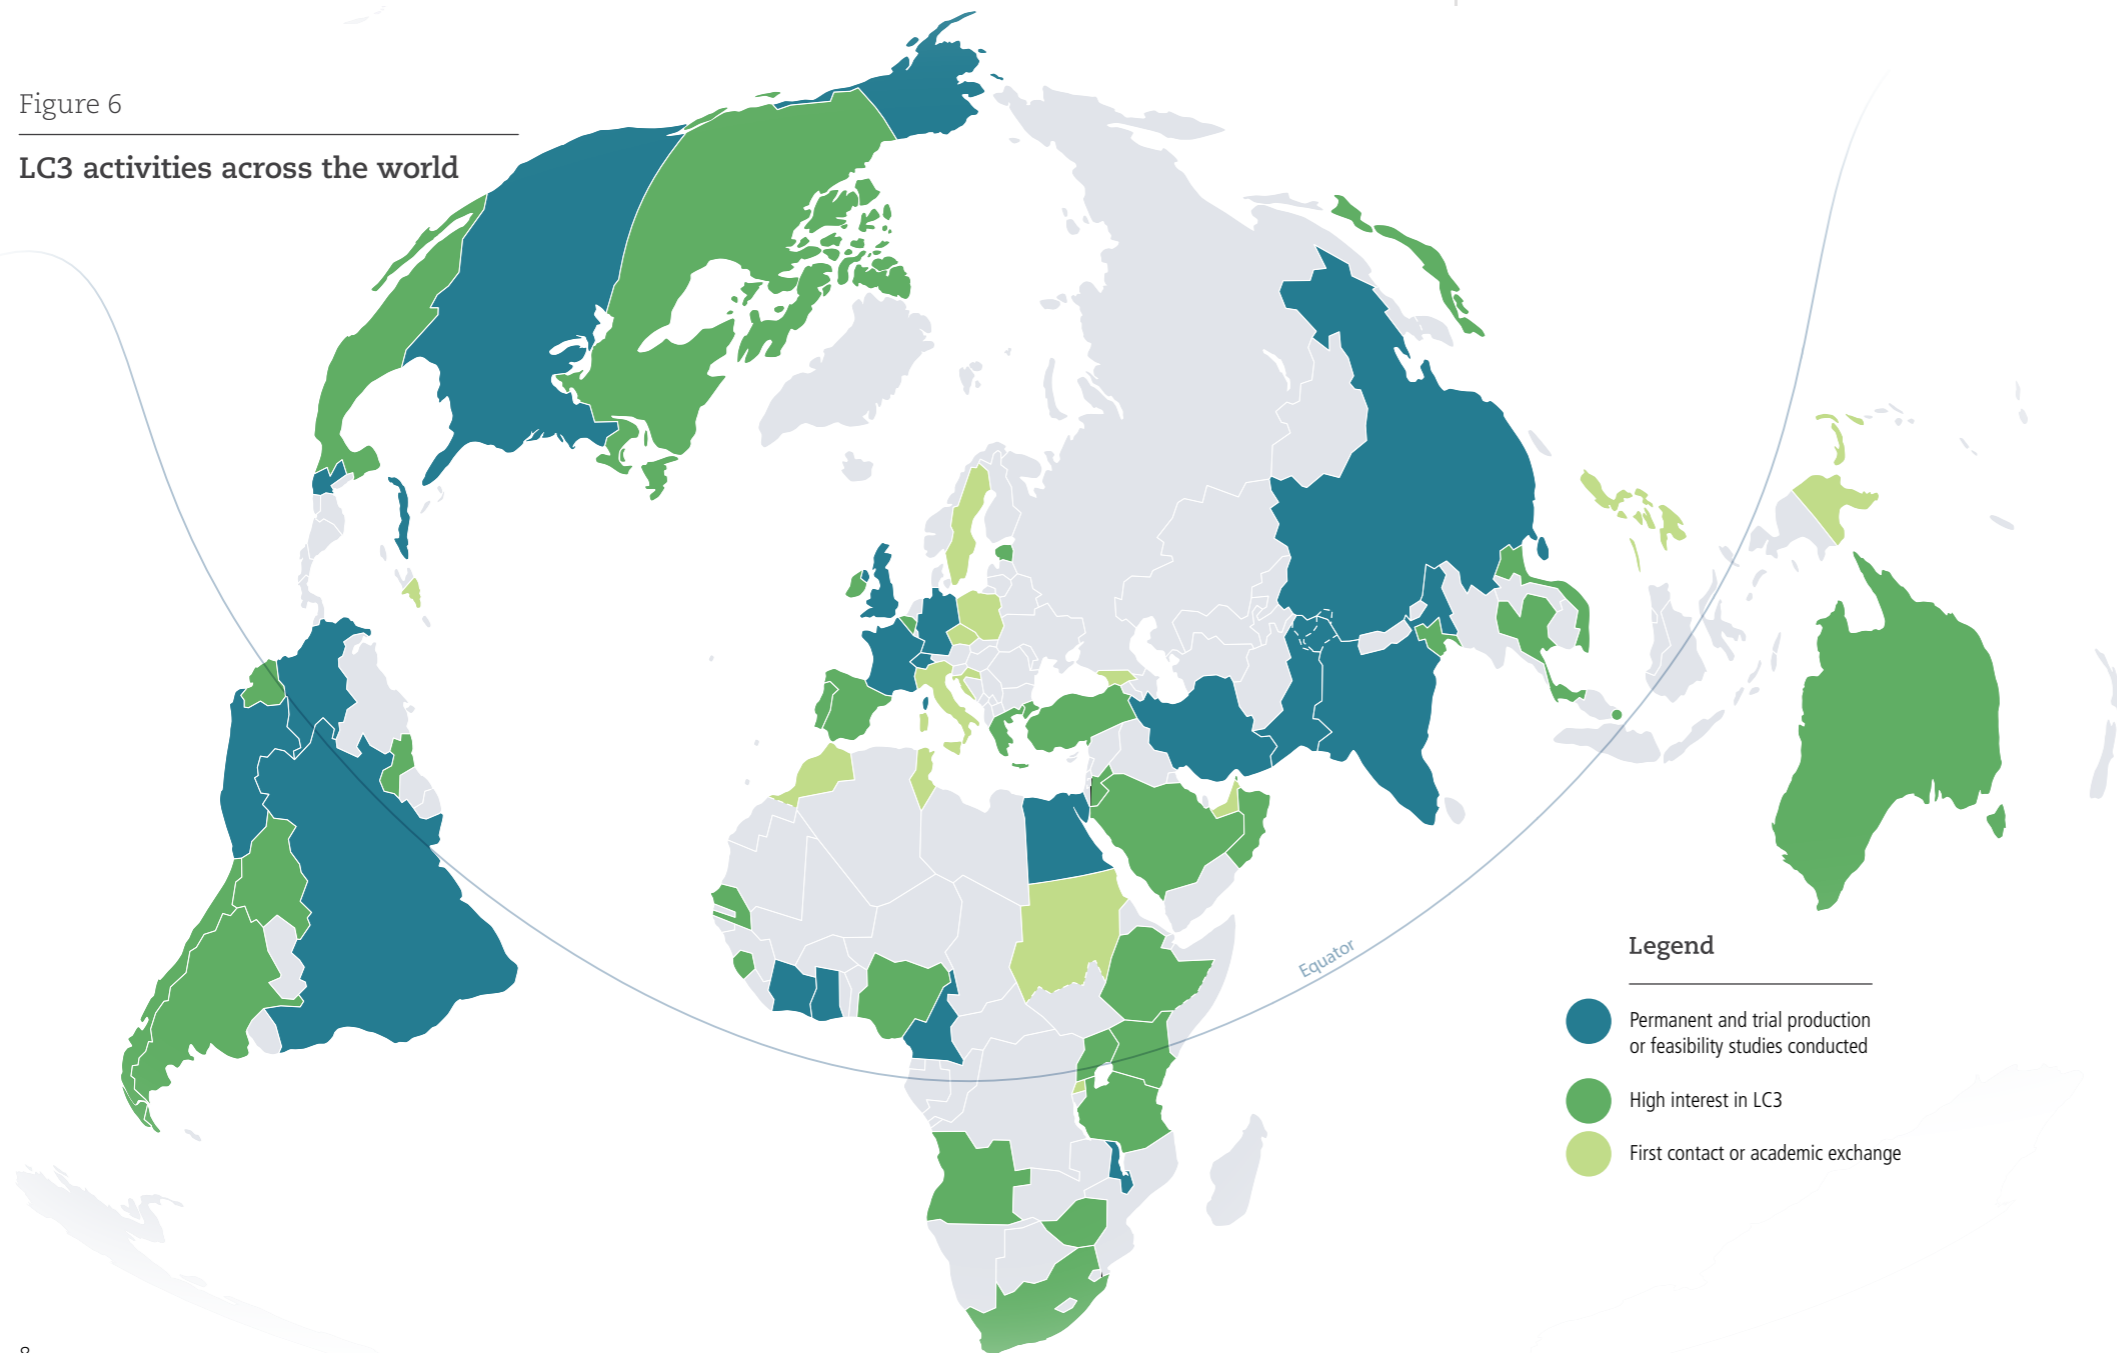 Figure 6
LC3 activities across the world
Equator
Legend
Permanent and trial production
or feasibility studies conducted
High interest in LC3
First contact or academic exchange